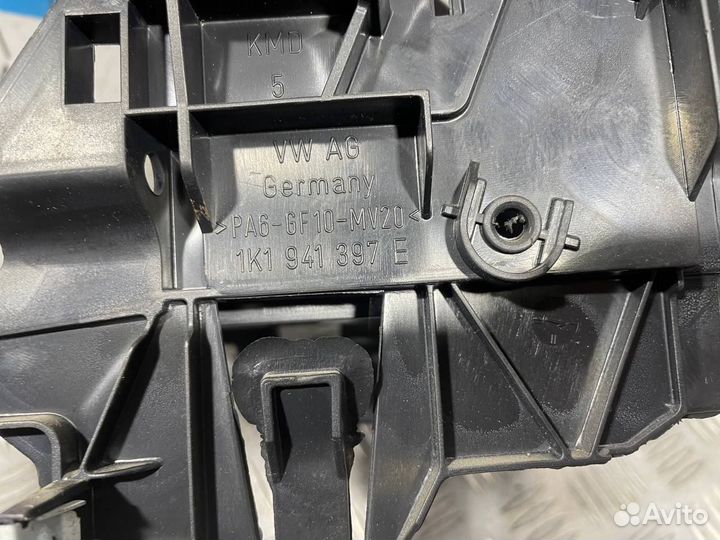 KMD
5
VW AG
Germany
>PA6-GF10-MV20<
1K1 941 397 E
Avito